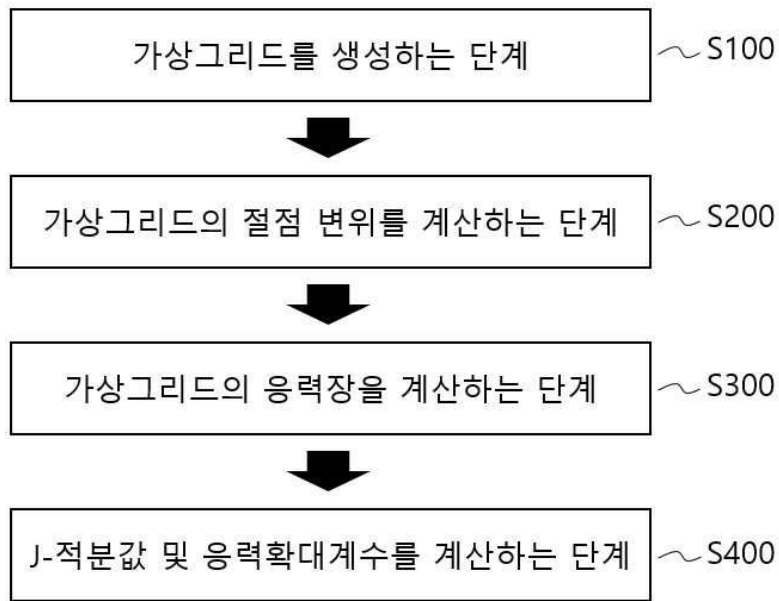 가상그리드를 생성하는 단계 S100
가상그리드의 절점 변위를 계산하는 단계 S200
가상그리드의 응력장을 계산하는 단계 S300
J-적분값 및 응력확대계수를 계산하는 단계 S400